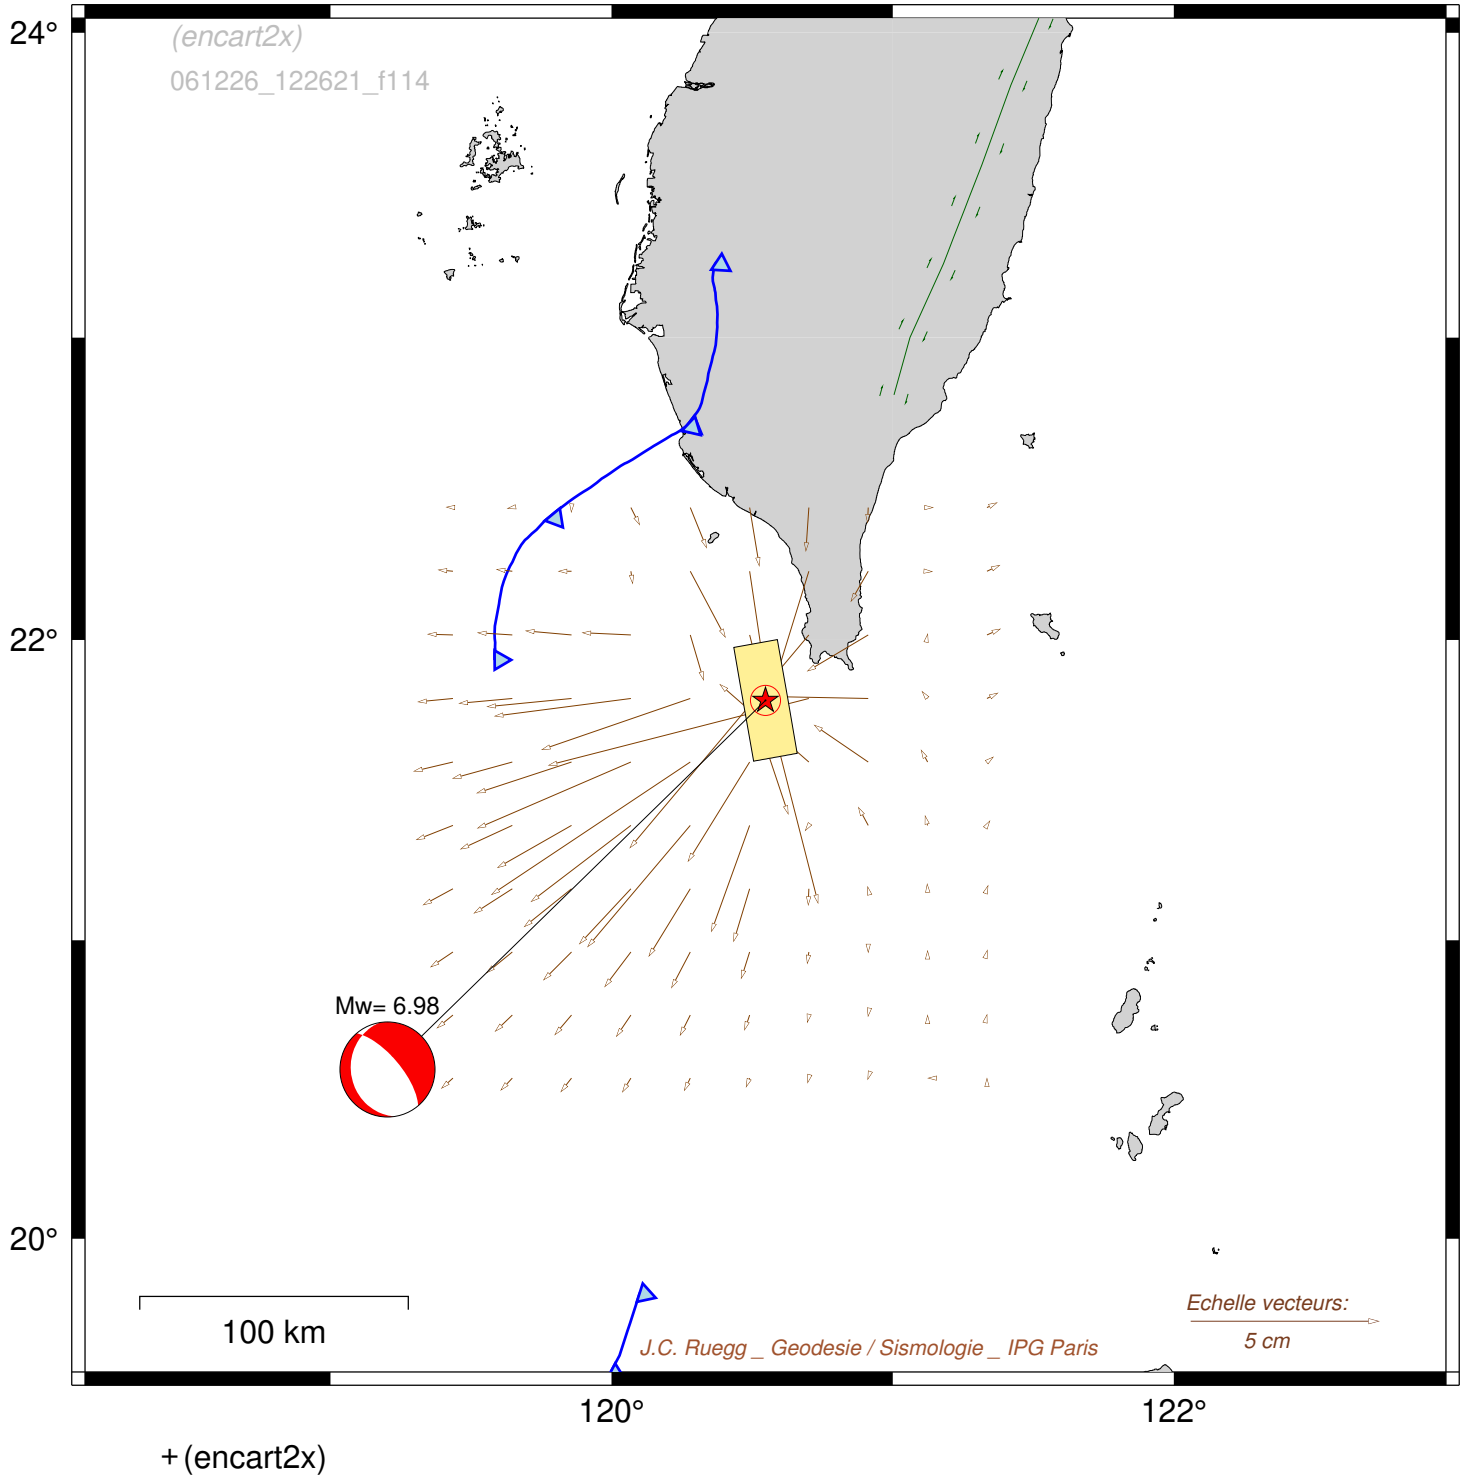 24°
(encart2x)
061226_122621_f114
22°
Mw= 6.98
20°
100 km
Echelle vecteurs:
5 cm
J.C. Ruegg _ Geodesie / Sismologie _ IPG Paris
120°
122°
+(encart2x)